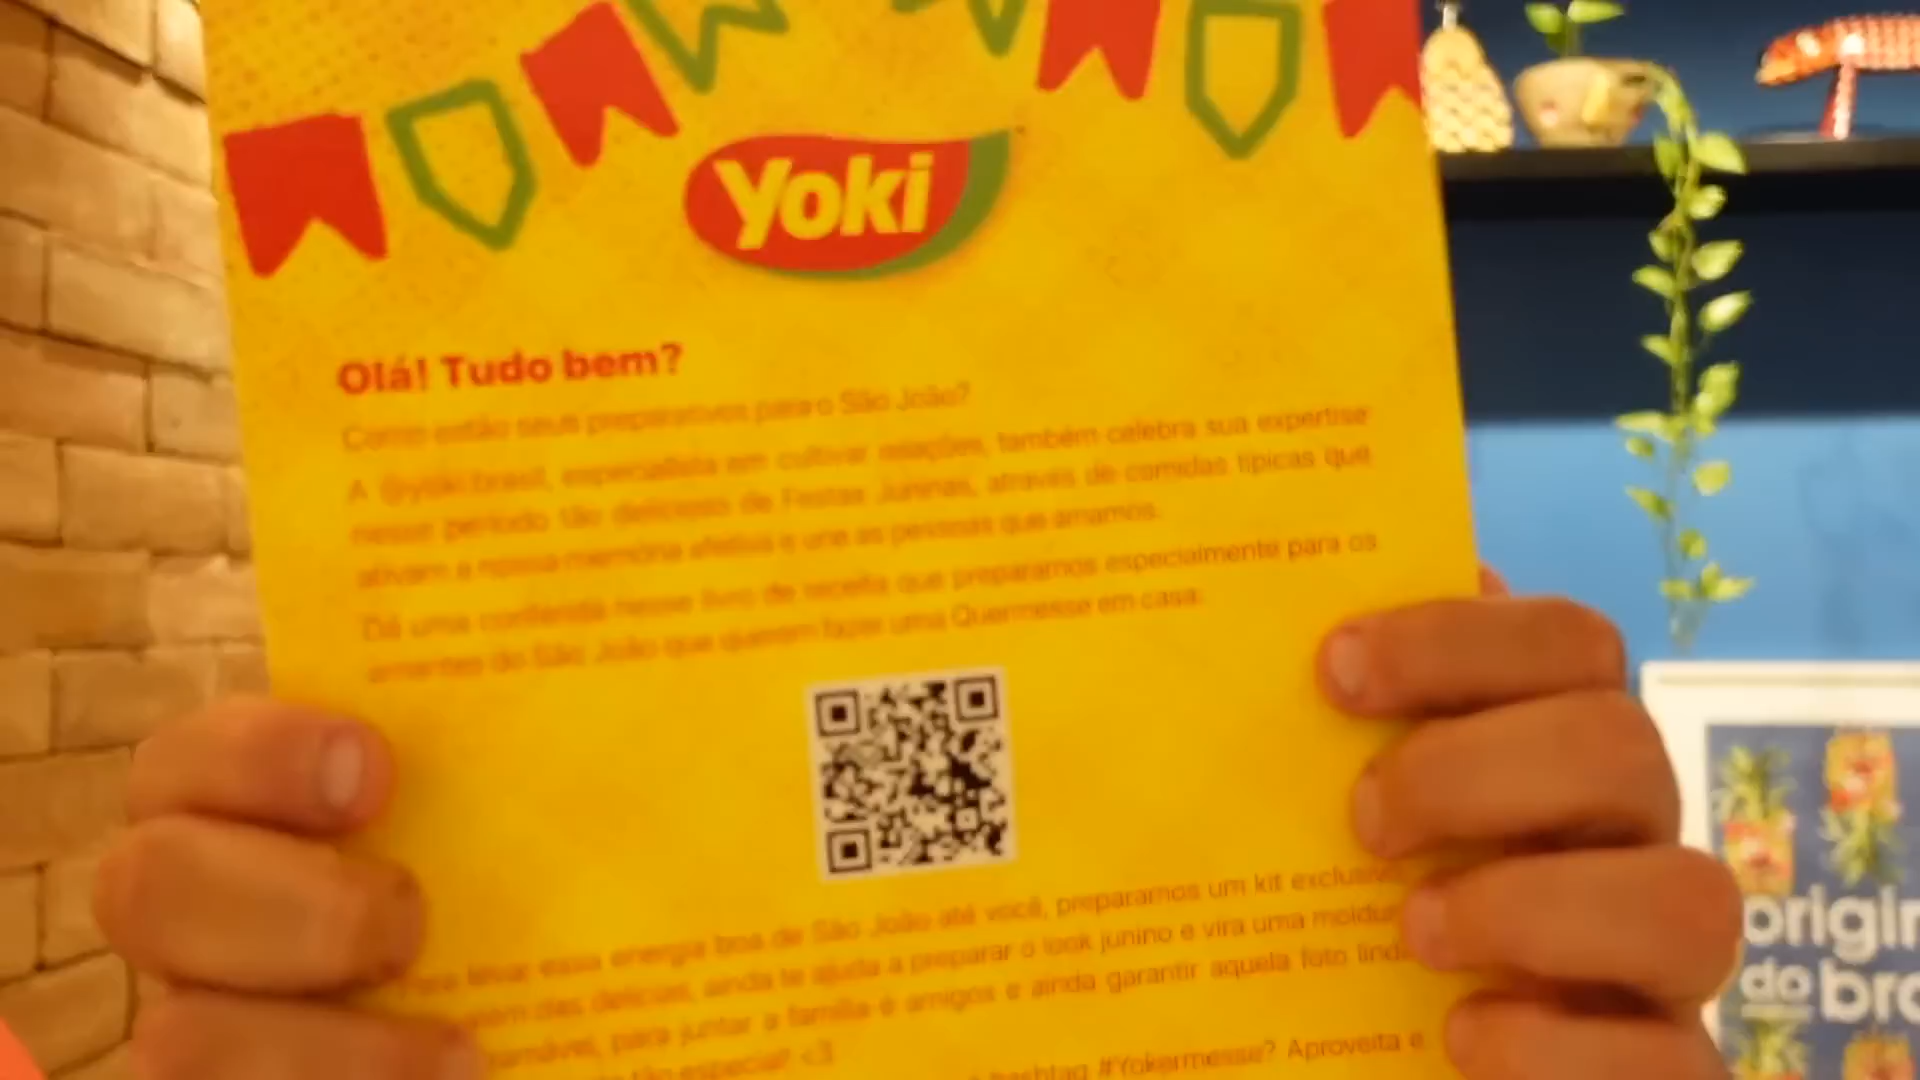 Yoki
Olá! Tudo bem?
Como estão seus preparativos para o São João?
A @yoki.brasil, especialista em cultivar relações, também celebra sua expertise
nesse período tão delicioso de Festas Juninas, através de comidas típicas que
ativam a nossa memória afetiva e une as pessoas que amamos.
Dá uma conferida nesse livro de receita que preparamos especialmente para os
amantes do São João que querem fazer uma Quermesse em casa.
Para levar essa energia boa de São João até você, preparamos um kit
das delícias, ainda te ajuda a preparar o look junino e vira uma
para juntar a família e amigos e ainda garantir aquela foto
tão especial! <3
hashtag #Yokermesse? Aproveita e
do